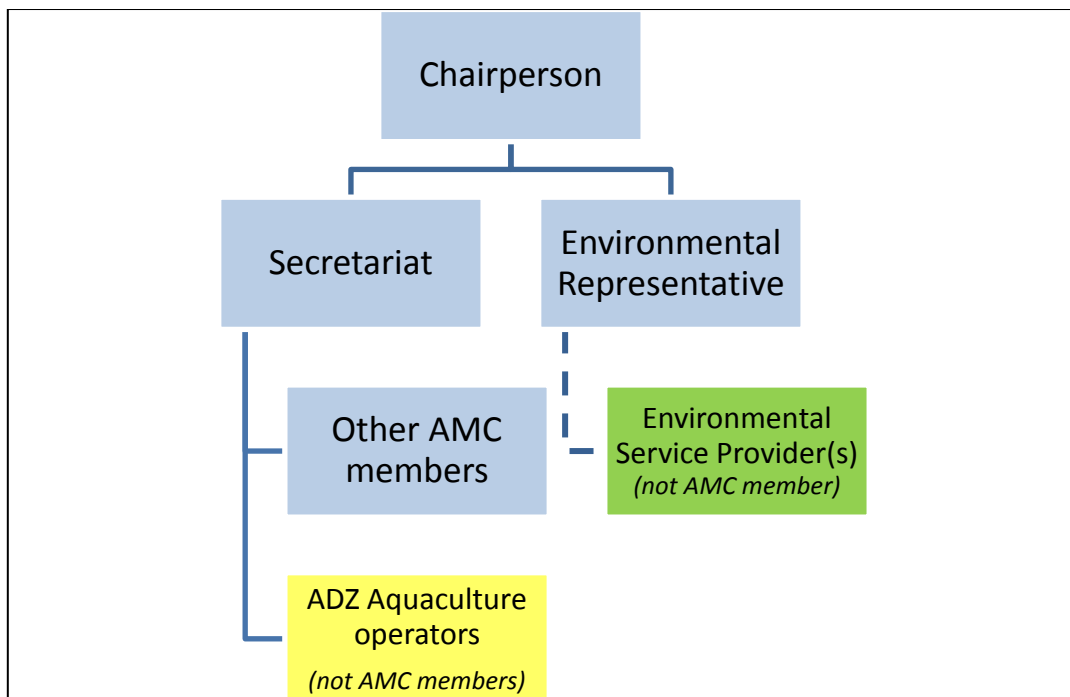 Chairperson
Secretariat
Environmental
Representative
Other AMC
members
Environmental
Service Provider(s)
(not AMC member)
ADZ Aquaculture
operators
(not AMC members)